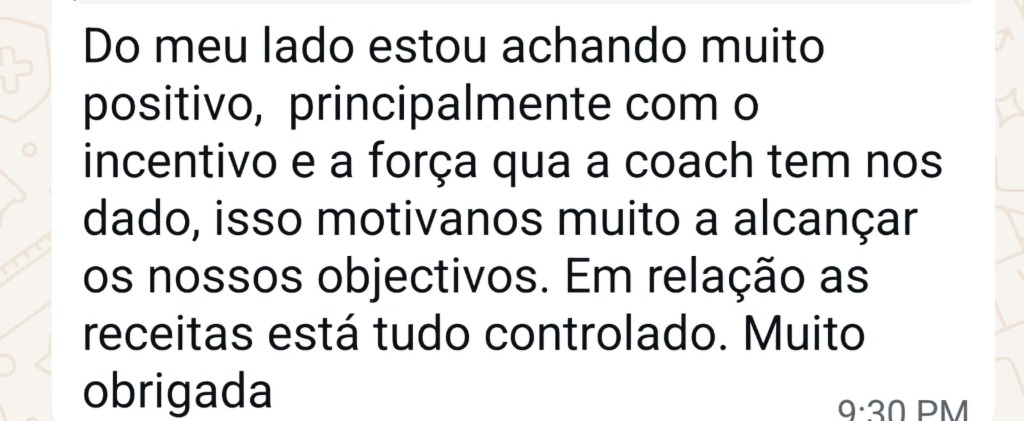 Do meu lado estou achando muito
positivo,  principalmente com o
incentivo e a força qua a coach tem nos
dado, isso motivanos muito a alcançar
os nossos objectivos. Em relação as
receitas está tudo controlado. Muito
obrigada
9:30 PM